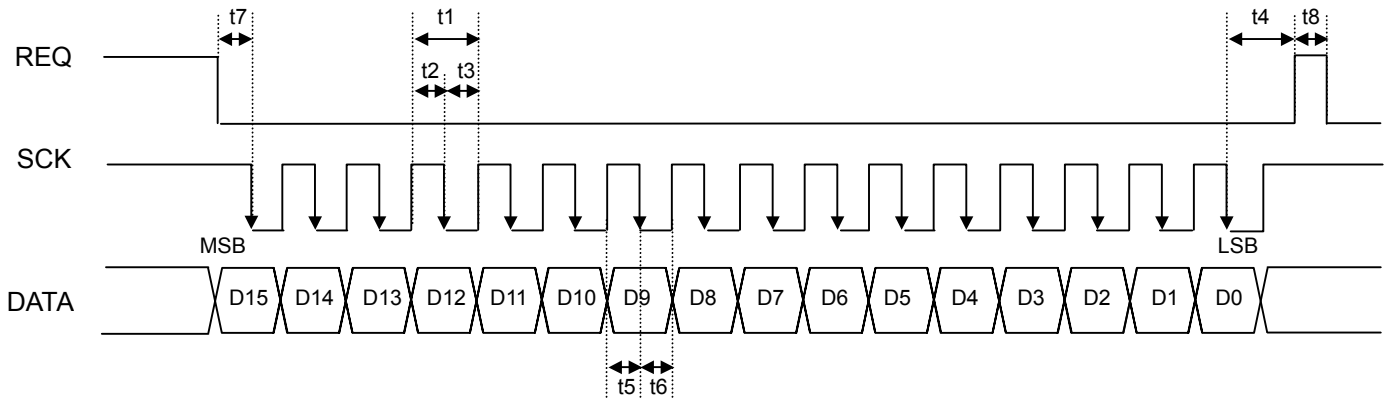 t7 t1 t4 t8
REQ t2 t3
SCK
MSB LSB
DATA D15 D14 D13 D12 D11 D10 D9 D8 D7 D6 D5 D4 D3 D2 D1 D0
t5 t6